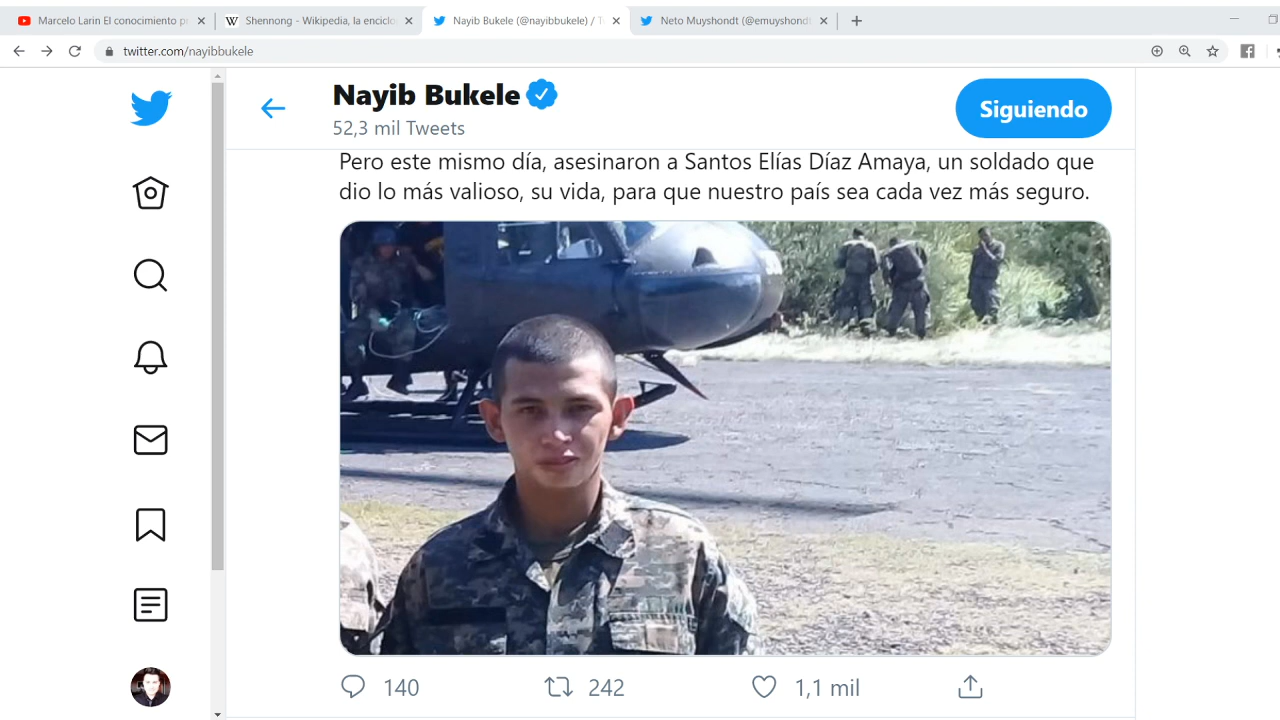 Marcelo Larin El conocimiento pr
Shennong - Wikipedia, la enciclo
Nayib Bukele (@nayibbukele) / T
Neto Muyshondt (@emuyshondt
twitter.com/nayibbukele
Nayib Bukele
52,3 mil Tweets
Siguiendo
Pero este mismo día, asesinaron a Santos Elías Díaz Amaya, un soldado que
dio lo más valioso, su vida, para que nuestro país sea cada vez más seguro.
140 242 1,1 mil